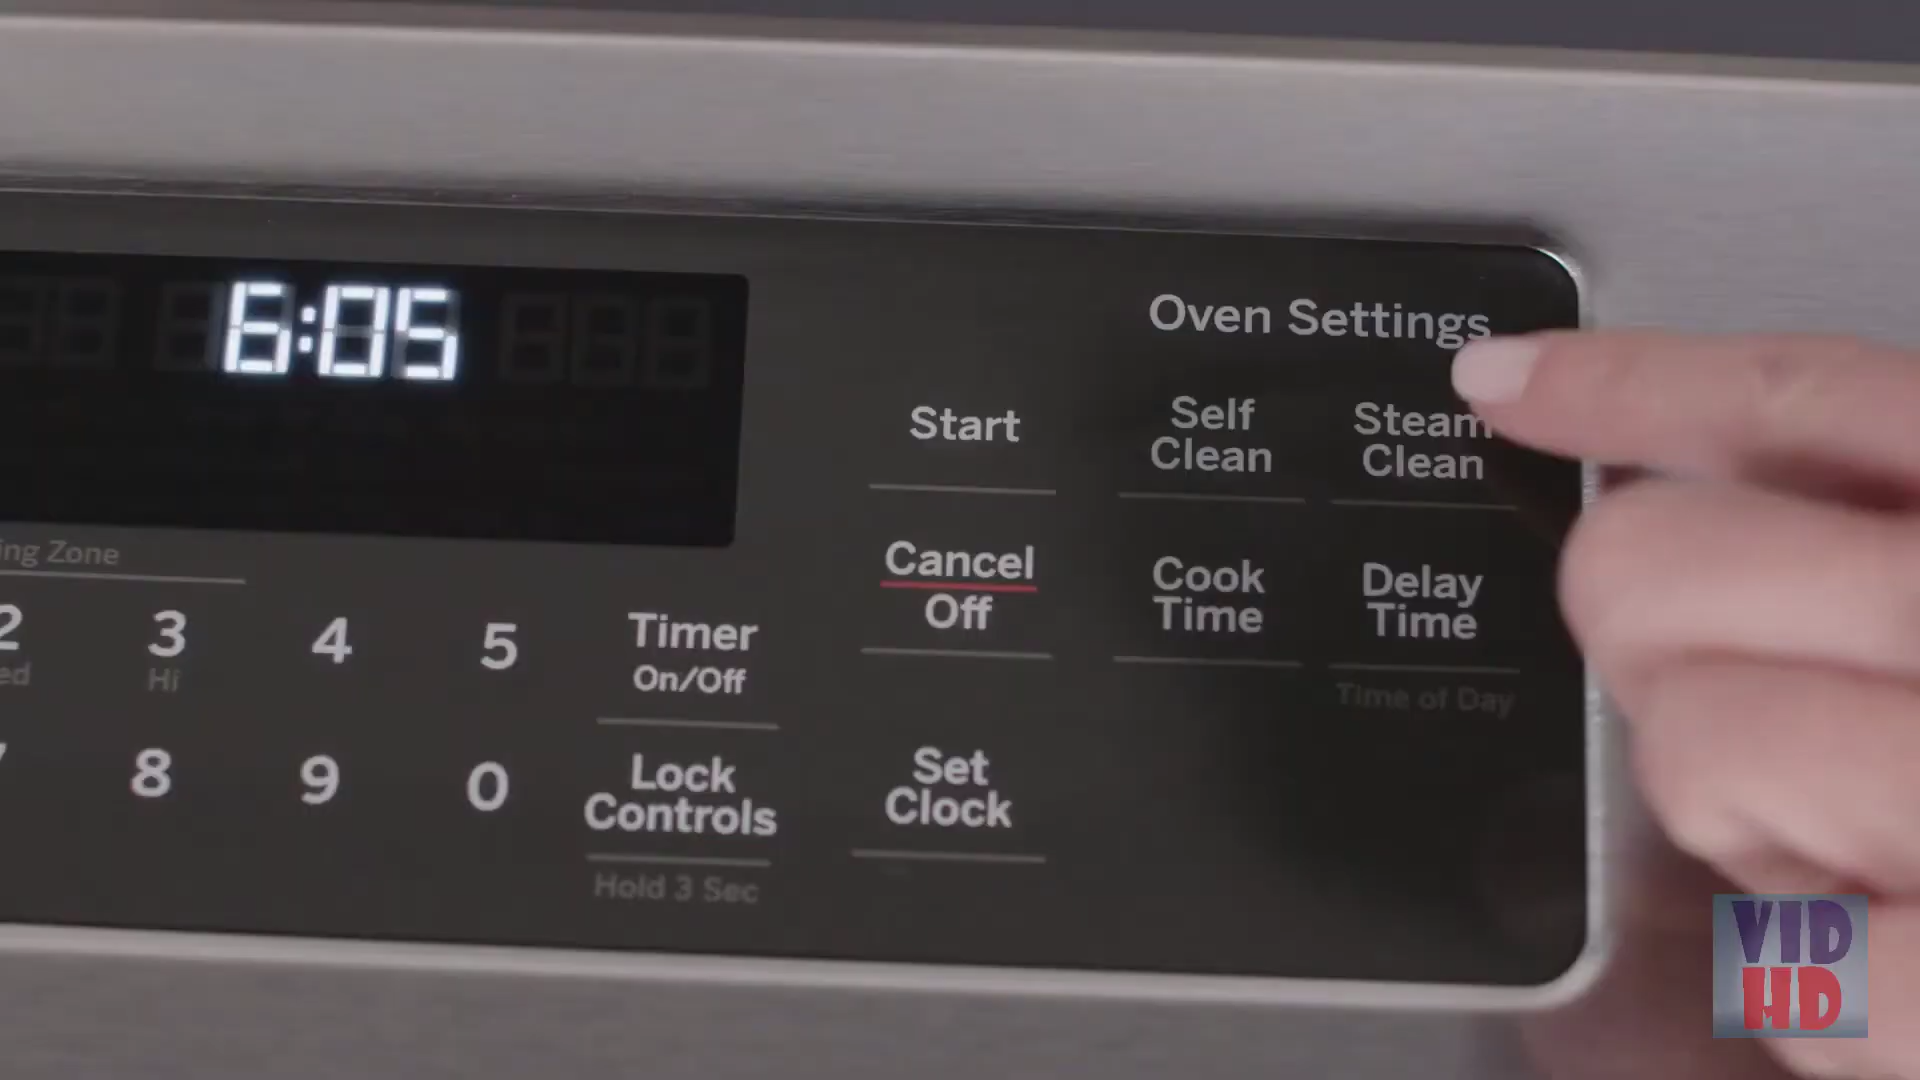 6:05
Oven Settings
Start
Self
Clean
Steam
Clean
Cancel
Off
Cook
Time
Delay
Time
Time of Day
Zone
2
3
Hi
4
5
Timer
On/Off
8
9
0
Lock
Controls
Hold 3 Sec
Set
Clock
VID
HD